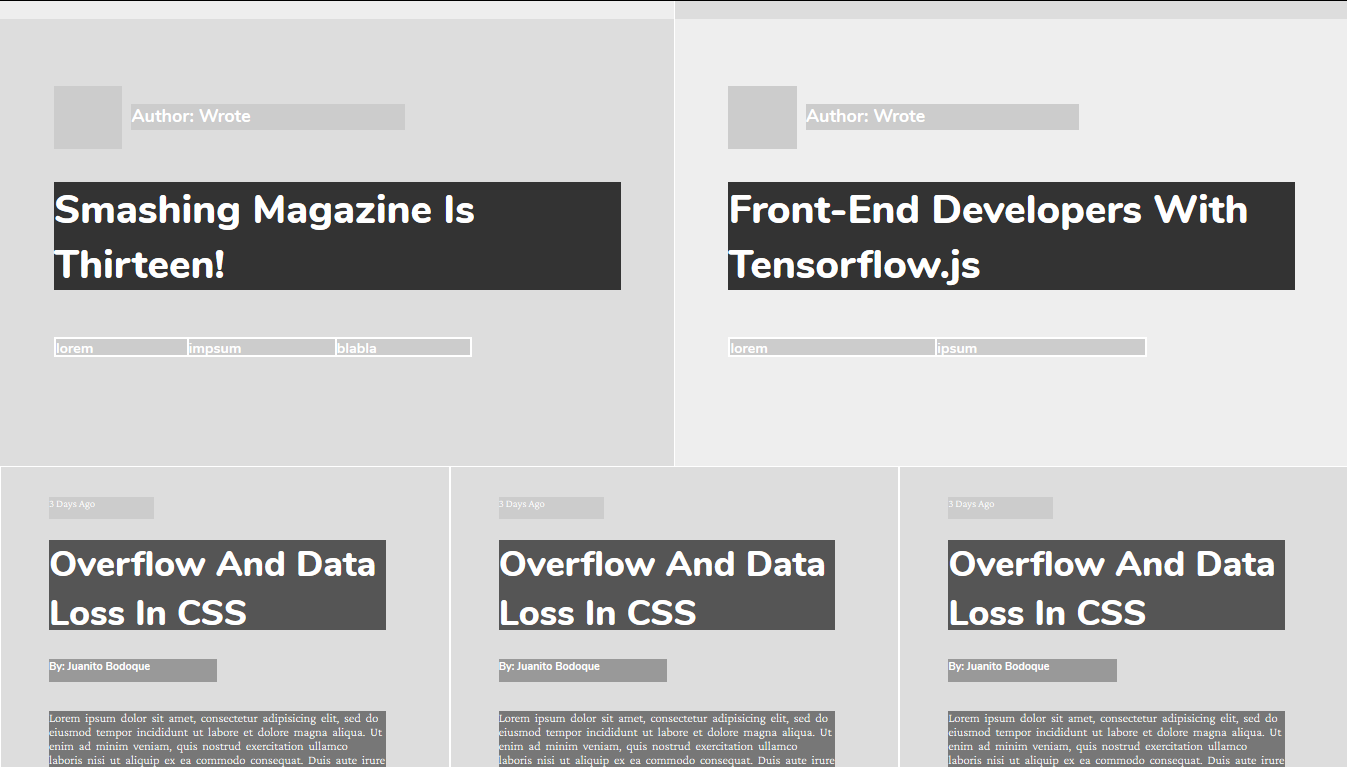 Author: Wrote
Smashing Magazine Is
Thirteen!
lorem impsum blabla
Author: Wrote
Front-End Developers With
Tensorflow.js
lorem ipsum
3 Days Ago
Overflow And Data
Loss In CSS
By: Juanito Bodoque
Lorem ipsum dolor sit amet, consectetur adipisicing elit, sed do
eiusmod tempor incididunt ut labore et dolore magna aliqua. Ut
enim ad minim veniam, quis nostrud exercitation ullamco
laboris nisi ut aliquip ex ea commodo consequat. Duis aute irure
3 Days Ago
Overflow And Data
Loss In CSS
By: Juanito Bodoque
Lorem ipsum dolor sit amet, consectetur adipisicing elit, sed do
eiusmod tempor incididunt ut labore et dolore magna aliqua. Ut
enim ad minim veniam, quis nostrud exercitation ullamco
laboris nisi ut aliquip ex ea commodo consequat. Duis aute irure
3 Days Ago
Overflow And Data
Loss In CSS
By: Juanito Bodoque
Lorem ipsum dolor sit amet, consectetur adipisicing elit, sed do
eiusmod tempor incididunt ut labore et dolore magna aliqua. Ut
enim ad minim veniam, quis nostrud exercitation ullamco
laboris nisi ut aliquip ex ea commodo consequat. Duis aute irure